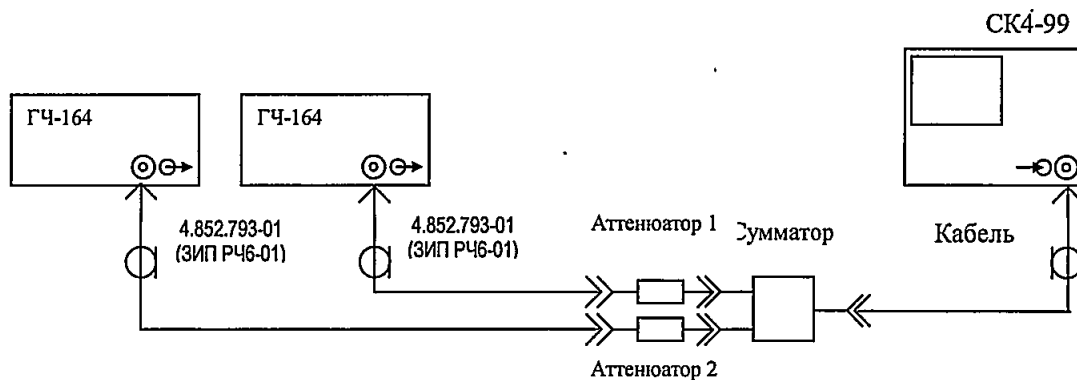 СК4-99
ГЧ-164
ГЧ-164
4.852.793-01
(ЗИП РЧ6-01)
4.852.793-01
(ЗИП РЧ6-01)
Аттенюатор 1
Сумматор
Кабель
Аттенюатор 2